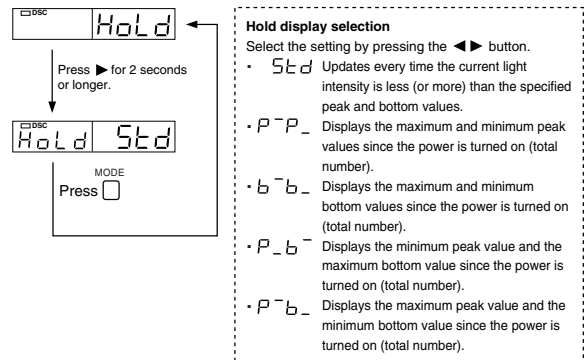 DSC
HoLd
Press ▶ for 2 seconds
or longer.
DSC
HoLd Std
MODE
Press
Hold display selection
Select the setting by pressing the ◀▶ button.
· Std Updates every time the current light
intensity is less (or more) than the specified
peak and bottom values.
· P¯P_ Displays the maximum and minimum peak
values since the power is turned on (total
number).
· b¯b_ Displays the maximum and minimum
bottom values since the power is turned on
(total number).
· P_b¯ Displays the minimum peak value and the
maximum bottom value since the power is
turned on (total number).
· P¯b_ Displays the maximum peak value and the
minimum bottom value since the power is
turned on (total number).